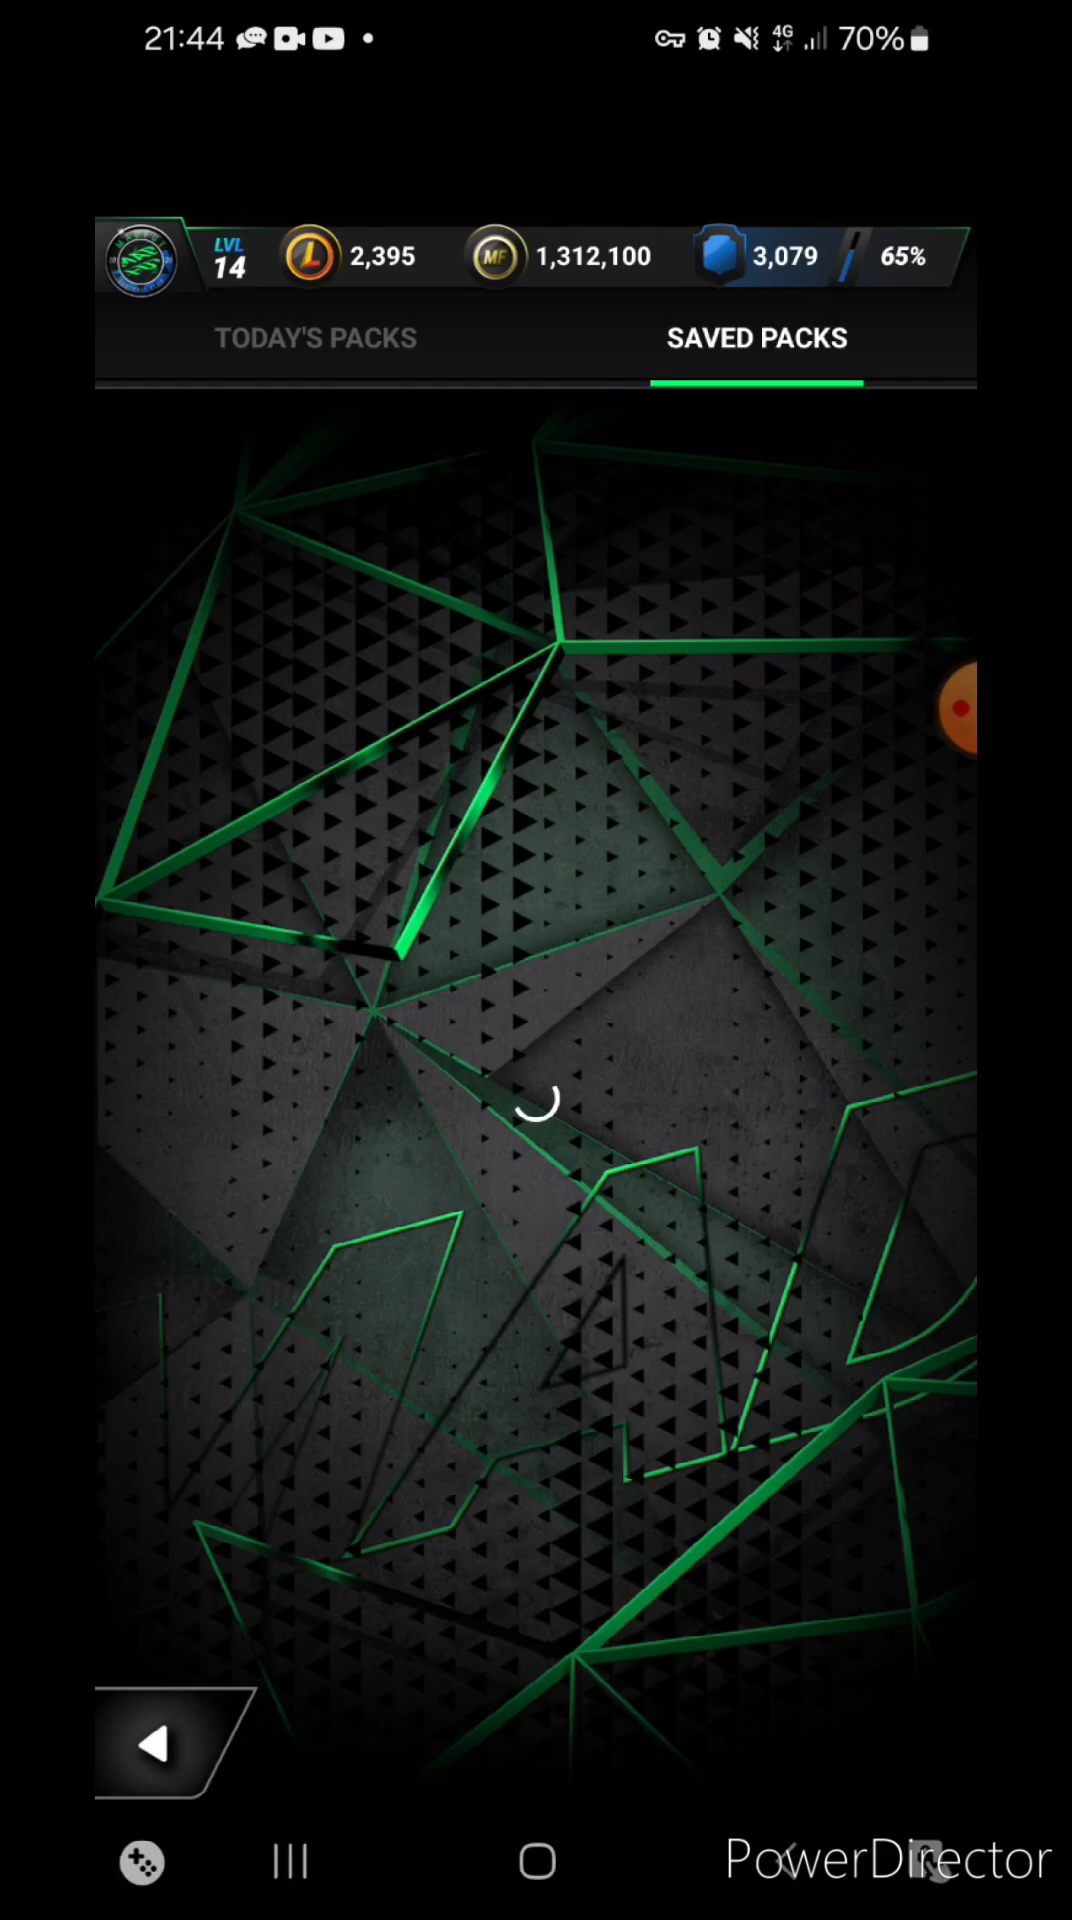 21:44 4G 70%
LVL 14 L 2,395 MF 1,312,100 3,079 65%
TODAY'S PACKS SAVED PACKS
PowerDirector